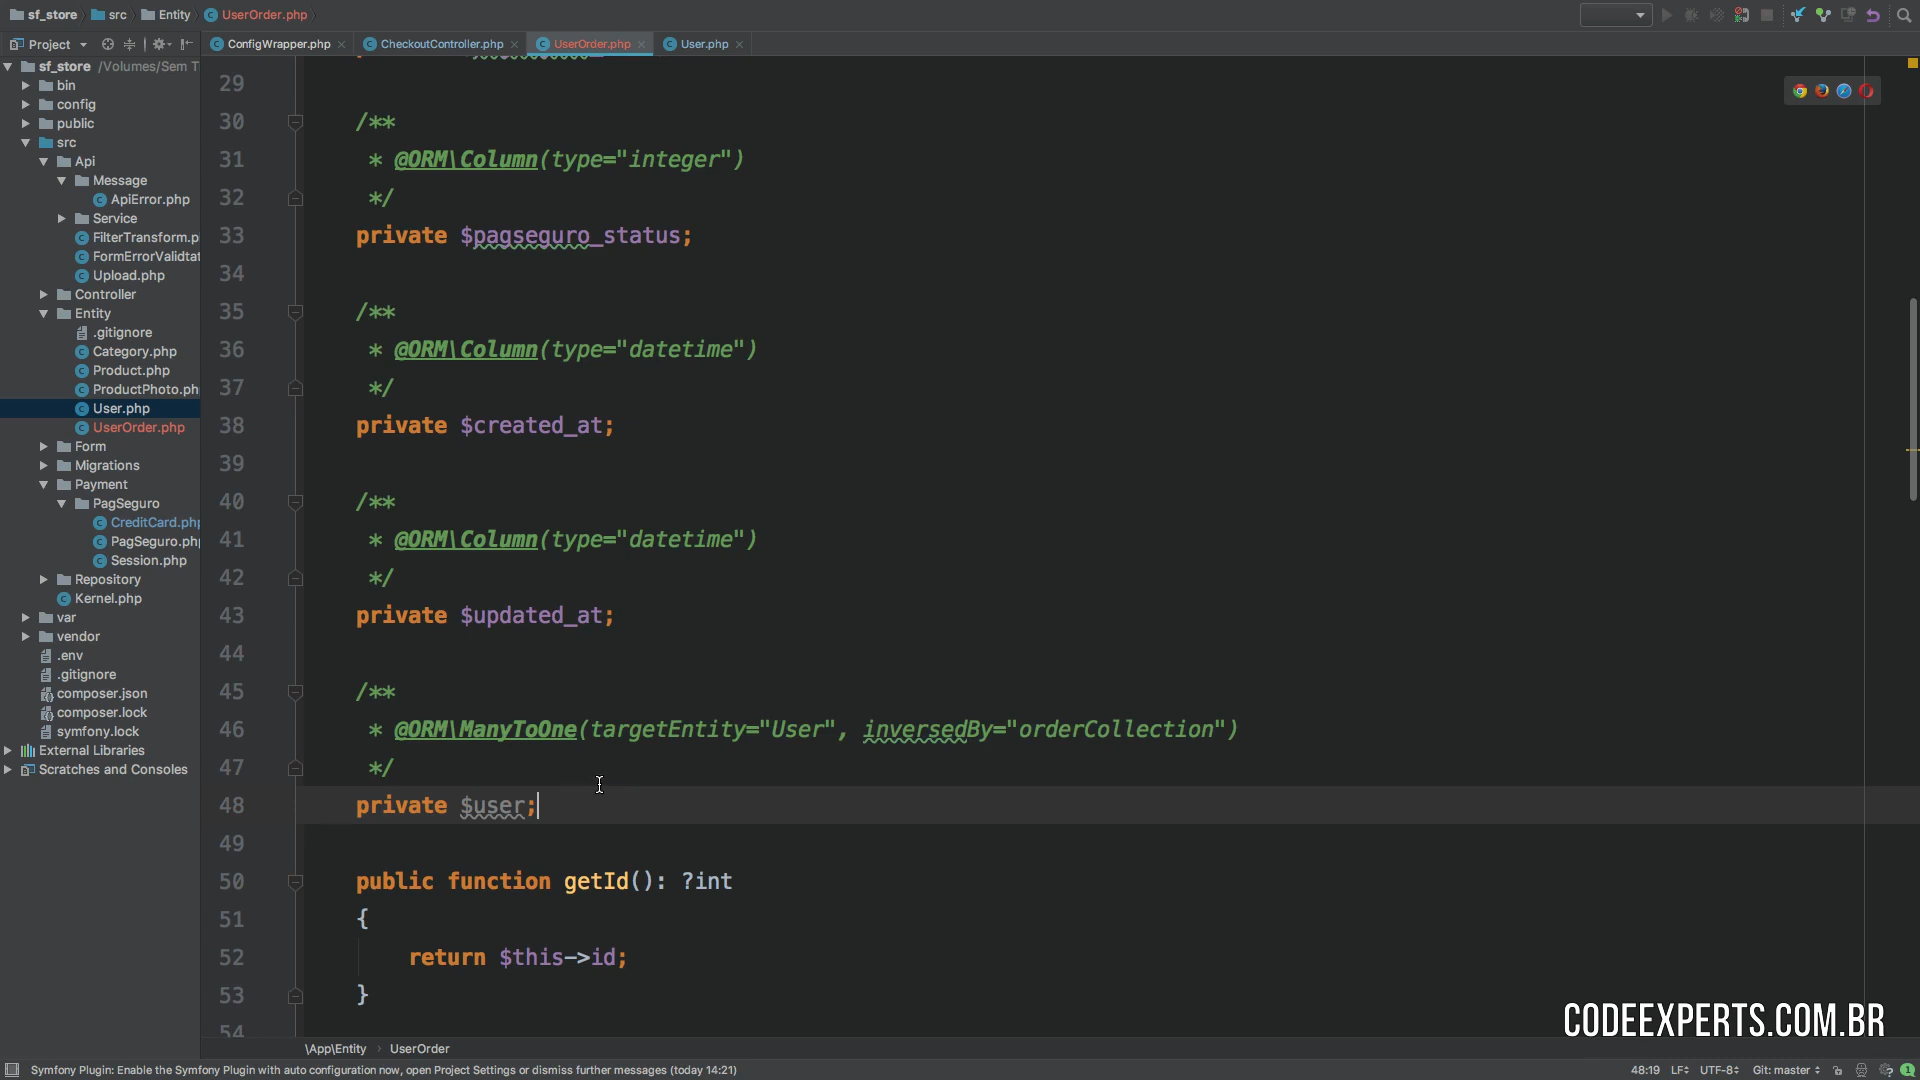 sf_store src Entity UserOrder.php
Project ConfigWrapper.php CheckoutController.php UserOrder.php User.php
sf_store /Volumes/Sem T
bin
config
public
src
Api
Message
ApiError.php
Service
FilterTransform.p
FormErrorValidtat
Upload.php
Controller
Entity
.gitignore
Category.php
Product.php
ProductPhoto.ph
User.php
UserOrder.php
Form
Migrations
Payment
PagSeguro
CreditCard.php
PagSeguro.php
Session.php
Repository
Kernel.php
var
vendor
.env
.gitignore
composer.json
composer.lock
symfony.lock
External Libraries
Scratches and Consoles
29
30 /**
31 * @ORM\Column(type="integer")
32 */
33 private $pagseguro_status;
34
35 /**
36 * @ORM\Column(type="datetime")
37 */
38 private $created_at;
39
40 /**
41 * @ORM\Column(type="datetime")
42 */
43 private $updated_at;
44
45 /**
46 * @ORM\ManyToOne(targetEntity="User", inversedBy="orderCollection")
47 */
48 private $user;
49
50 public function getId(): ?int
51 {
52 return $this->id;
53 }
54
CODEEXPERTS.COM.BR
\App\Entity UserOrder
Symfony Plugin: Enable the Symfony Plugin with auto configuration now, open Project Settings or dismiss further messages (today 14:21) 48:19 LF UTF-8 Git: master 1